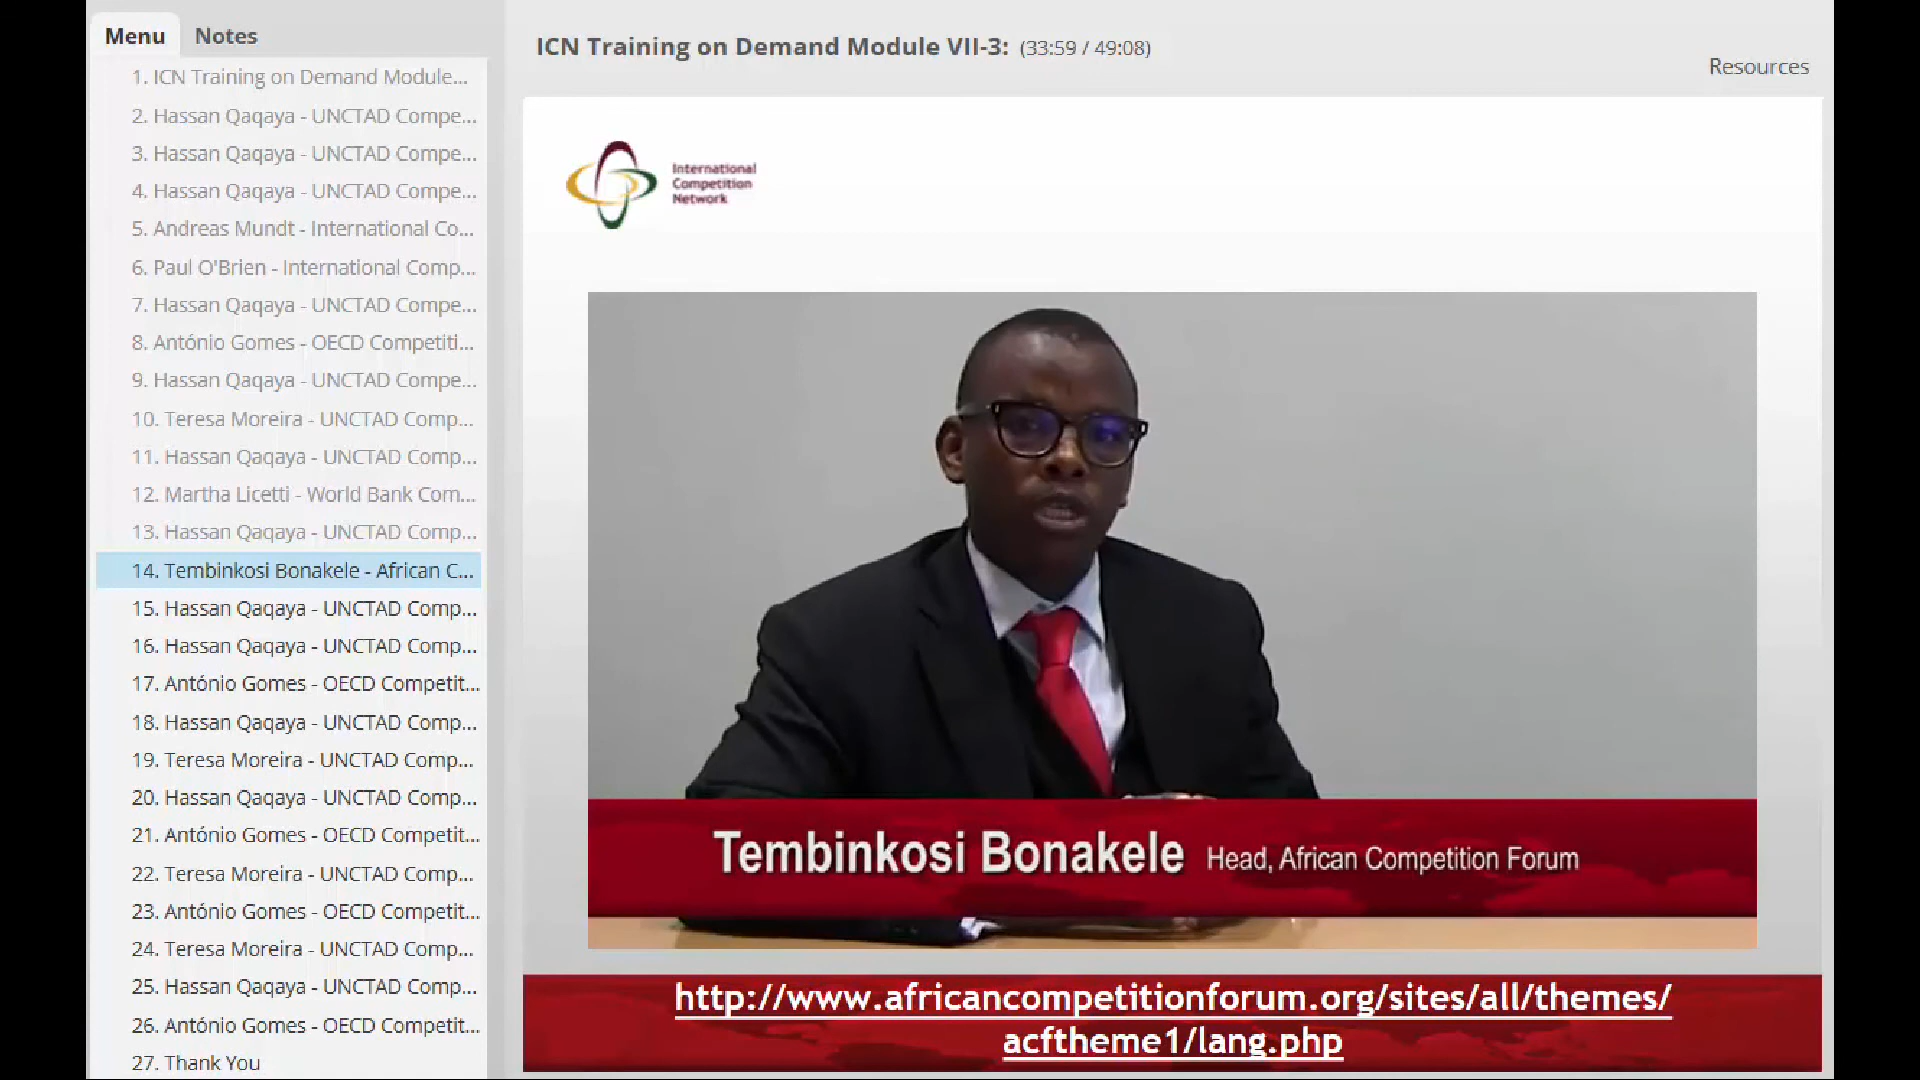 Menu Notes
1. ICN Training on Demand Module...
2. Hassan Qaqaya - UNCTAD Compe...
3. Hassan Qaqaya - UNCTAD Compe...
4. Hassan Qaqaya - UNCTAD Compe...
5. Andreas Mundt - International Co...
6. Paul O'Brien - International Comp...
7. Hassan Qaqaya - UNCTAD Compe...
8. António Gomes - OECD Competiti...
9. Hassan Qaqaya - UNCTAD Compe...
10. Teresa Moreira - UNCTAD Comp...
11. Hassan Qaqaya - UNCTAD Comp...
12. Martha Licetti - World Bank Com...
13. Hassan Qaqaya - UNCTAD Comp...
14. Tembinkosi Bonakele - African C...
15. Hassan Qaqaya - UNCTAD Comp...
16. Hassan Qaqaya - UNCTAD Comp...
17. António Gomes - OECD Competit...
18. Hassan Qaqaya - UNCTAD Comp...
19. Teresa Moreira - UNCTAD Comp...
20. Hassan Qaqaya - UNCTAD Comp...
21. António Gomes - OECD Competit...
22. Teresa Moreira - UNCTAD Comp...
23. António Gomes - OECD Competit...
24. Teresa Moreira - UNCTAD Comp...
25. Hassan Qaqaya - UNCTAD Comp...
26. António Gomes - OECD Competit...
27. Thank You
ICN Training on Demand Module VII-3: (33:59 / 49:08)
Resources
International
Competition
Network
Tembinkosi Bonakele Head, African Competition Forum
http://www.africancompetitionforum.org/sites/all/themes/
acftheme1/lang.php